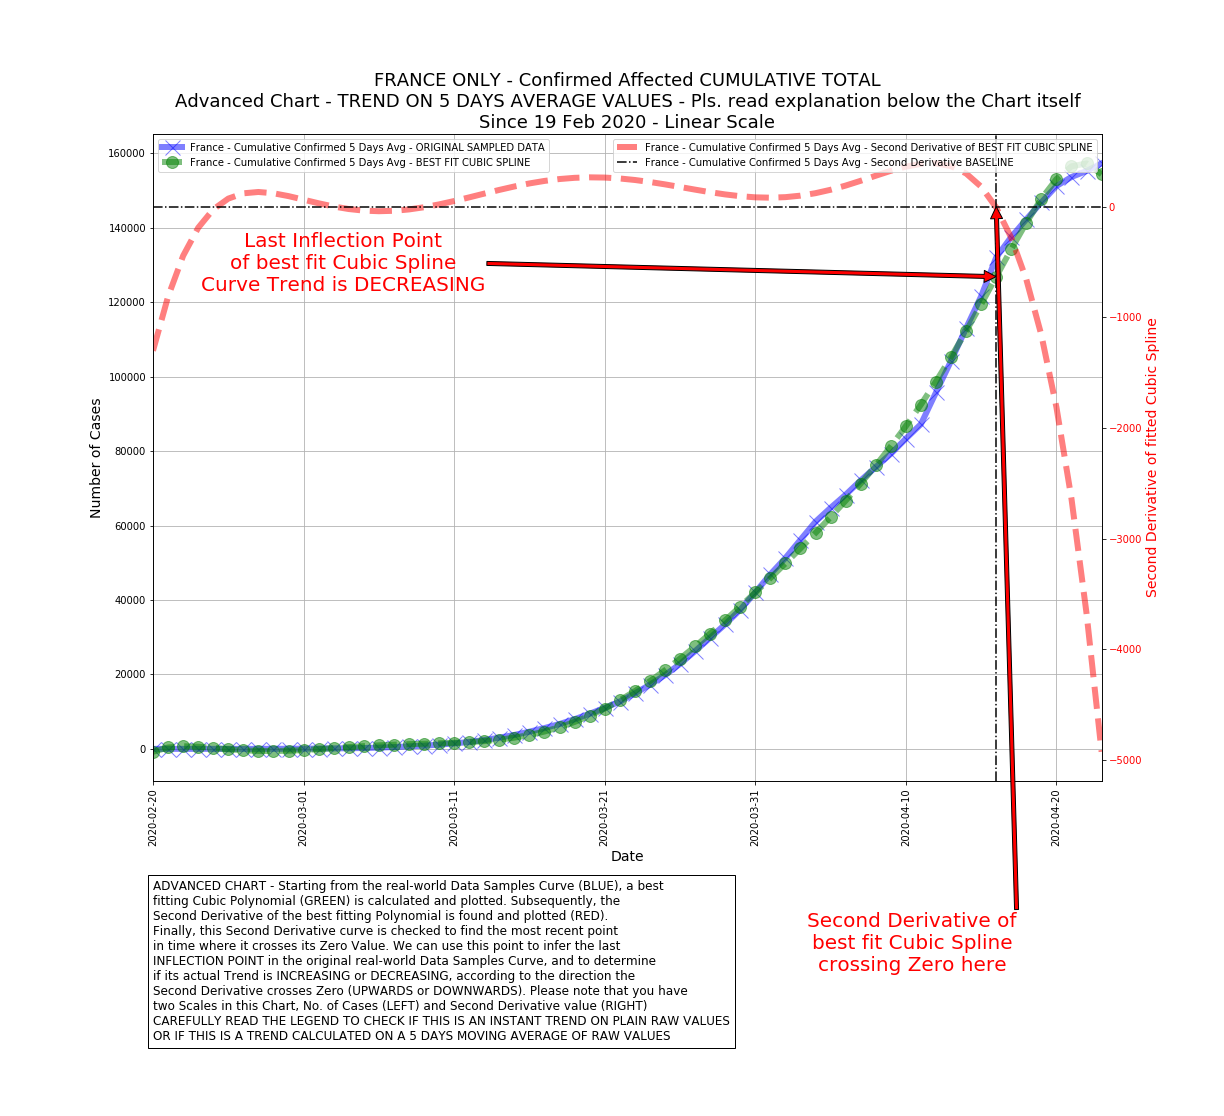 FRANCE ONLY - Confirmed Affected CUMULATIVE TOTAL
Advanced Chart - TREND ON 5 DAYS AVERAGE VALUES - Pls. read explanation below the Chart itself
Since 19 Feb 2020 - Linear Scale
France - Cumulative Confirmed 5 Days Avg - ORIGINAL SAMPLED DATA
France - Cumulative Confirmed 5 Days Avg - BEST FIT CUBIC SPLINE
France - Cumulative Confirmed 5 Days Avg - Second Derivative of BEST FIT CUBIC SPLINE
France - Cumulative Confirmed 5 Days Avg - Second Derivative BASELINE
160000
140000
120000
100000
80000
60000
40000
20000
0
Number of Cases
Last Inflection Point
of best fit Cubic Spline
Curve Trend is DECREASING
0
−1000
−2000
−3000
−4000
−5000
Second Derivative of fitted Cubic Spline
2020-02-20
2020-03-01
2020-03-11
2020-03-21
2020-03-31
2020-04-10
2020-04-20
Date
ADVANCED CHART - Starting from the real-world Data Samples Curve (BLUE), a best
fitting Cubic Polynomial (GREEN) is calculated and plotted. Subsequently, the
Second Derivative of the best fitting Polynomial is found and plotted (RED).
Finally, this Second Derivative curve is checked to find the most recent point
in time where it crosses its Zero Value. We can use this point to infer the last
INFLECTION POINT in the original real-world Data Samples Curve, and to determine
if its actual Trend is INCREASING or DECREASING, according to the direction the
Second Derivative crosses Zero (UPWARDS or DOWNWARDS). Please note that you have
two Scales in this Chart, No. of Cases (LEFT) and Second Derivative value (RIGHT)
CAREFULLY READ THE LEGEND TO CHECK IF THIS IS AN INSTANT TREND ON PLAIN RAW VALUES
OR IF THIS IS A TREND CALCULATED ON A 5 DAYS MOVING AVERAGE OF RAW VALUES
Second Derivative of
best fit Cubic Spline
crossing Zero here